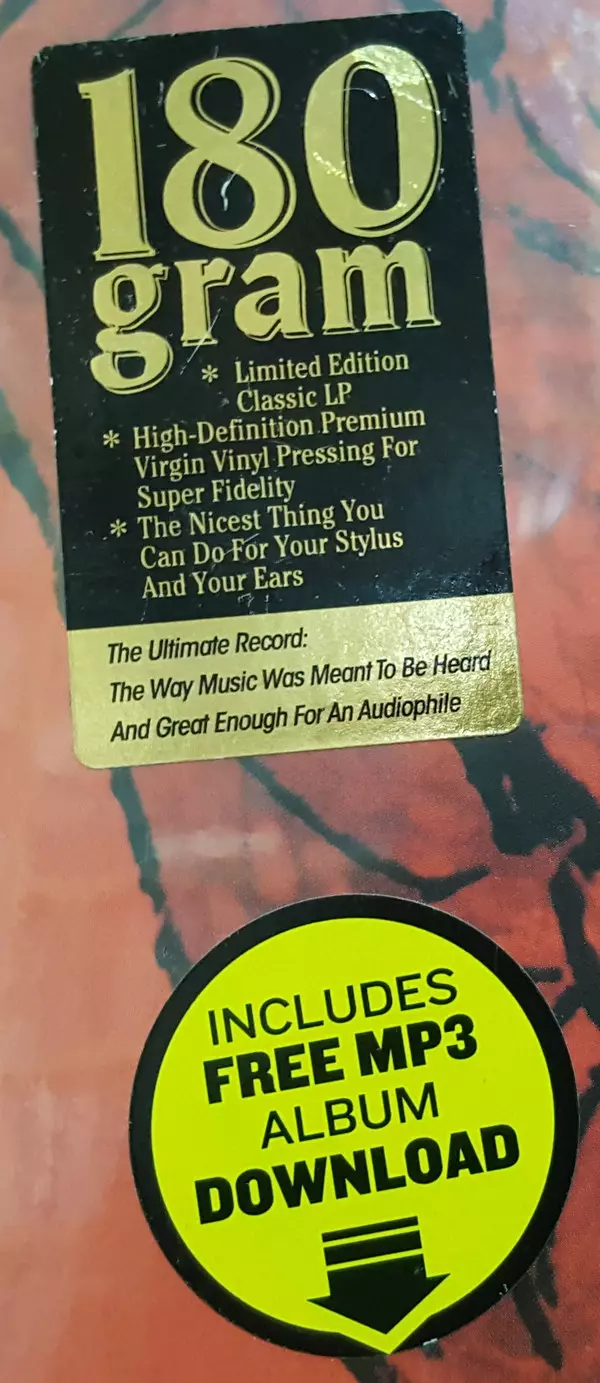 180
gram
* Limited Edition
Classic LP
* High-Definition Premium
Virgin Vinyl Pressing For
Super Fidelity
* The Nicest Thing You
Can Do For Your Stylus
And Your Ears
The Ultimate Record:
The Way Music Was Meant To Be Heard
And Great Enough For An Audiophile
INCLUDES
FREE MP3
ALBUM
DOWNLOAD